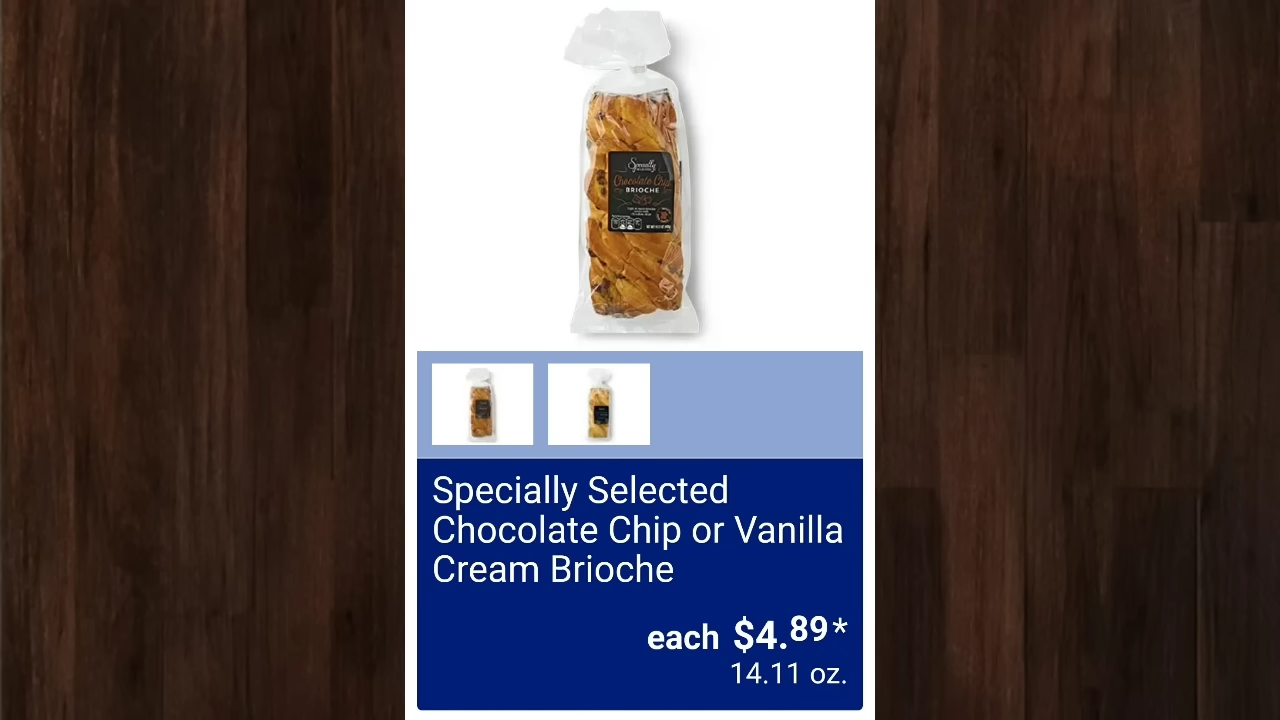 Specially
Chocolate Chip
BRIOCHE
Specially Selected
Chocolate Chip or Vanilla
Cream Brioche
each $4.89*
14.11 oz.